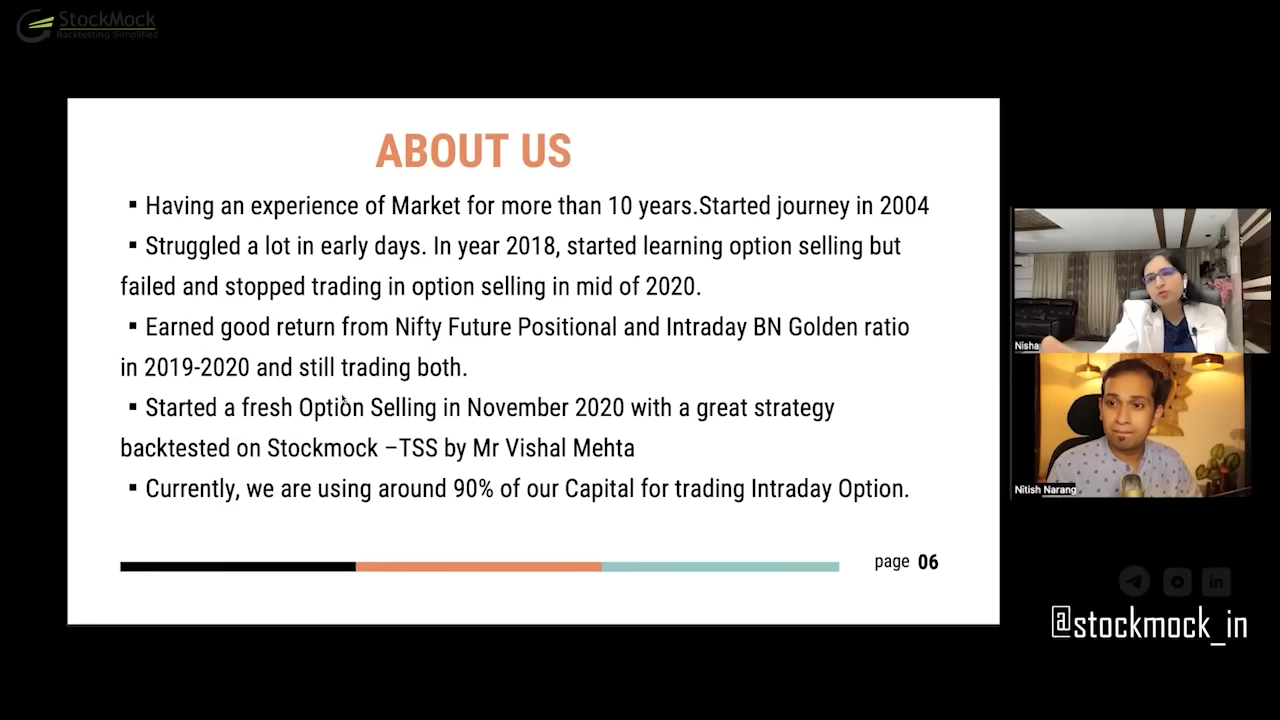 StockMock
Backtesting Simplified
ABOUT US
▪ Having an experience of Market for more than 10 years.Started journey in 2004
▪ Struggled a lot in early days. In year 2018, started learning option selling but
failed and stopped trading in option selling in mid of 2020.
▪ Earned good return from Nifty Future Positional and Intraday BN Golden ratio
in 2019-2020 and still trading both.
▪ Started a fresh Option Selling in November 2020 with a great strategy
backtested on Stockmock –TSS by Mr Vishal Mehta
▪ Currently, we are using around 90% of our Capital for trading Intraday Option.
page 06
Nisha
Nitish Narang
in
@stockmock_in